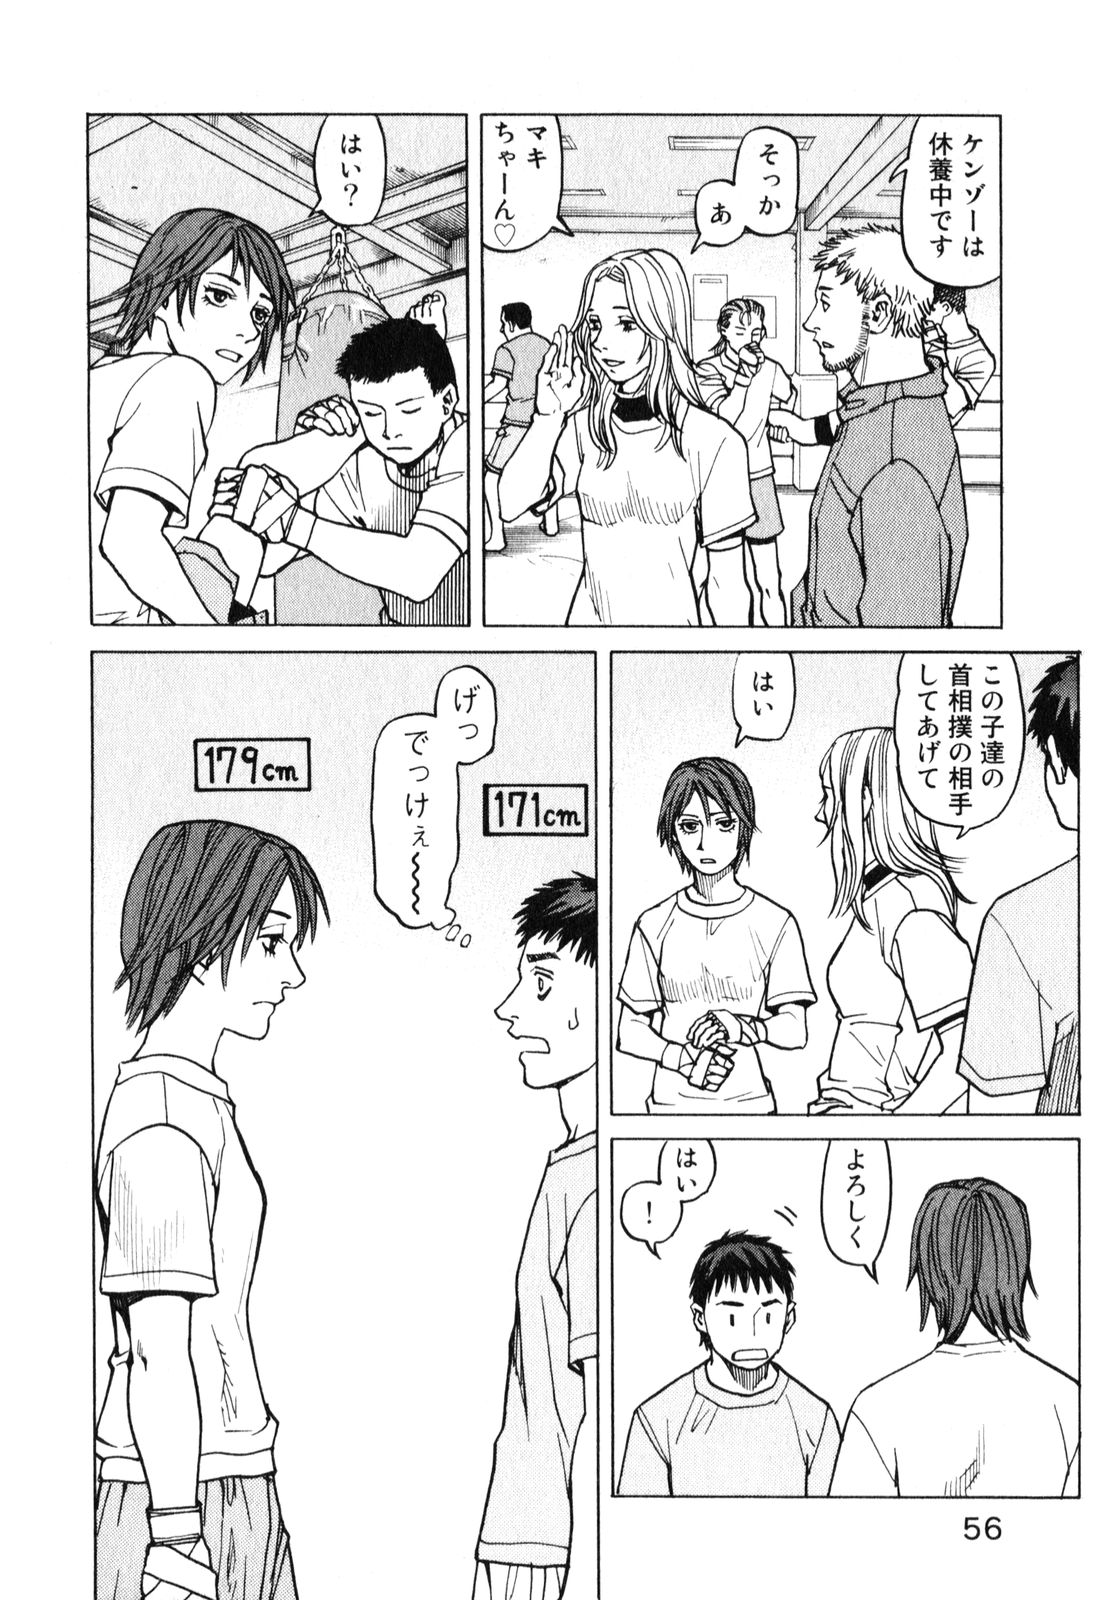 ケンゾーは
休養中です
そっか
あ
マキ
ちゃーん♡
はい？
この子達の
首相撲の相手
してあげて
はい
よろしく
はい
！
171cm
げっ
でっけぇ〜〜〜
179cm
56